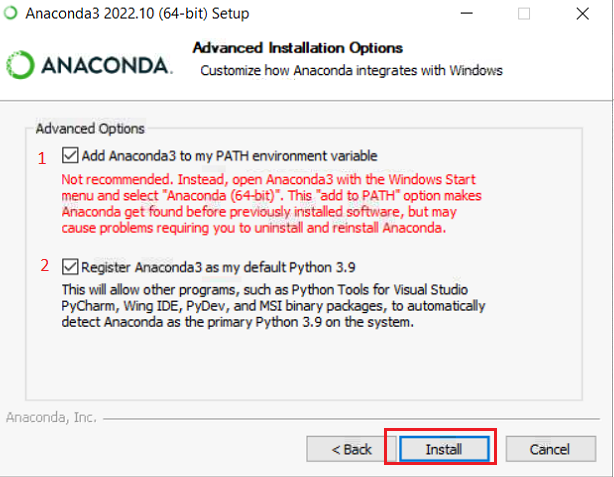 Anaconda3 2022.10 (64-bit) Setup
ANACONDA.
Advanced Installation Options
Customize how Anaconda integrates with Windows
Advanced Options
1 Add Anaconda3 to my PATH environment variable
Not recommended. Instead, open Anaconda3 with the Windows Start
menu and select "Anaconda (64-bit)". This "add to PATH" option makes
Anaconda get found before previously installed software, but may
cause problems requiring you to uninstall and reinstall Anaconda.
2 Register Anaconda3 as my default Python 3.9
This will allow other programs, such as Python Tools for Visual Studio
PyCharm, Wing IDE, PyDev, and MSI binary packages, to automatically
detect Anaconda as the primary Python 3.9 on the system.
Anaconda, Inc.
< Back
Install
Cancel